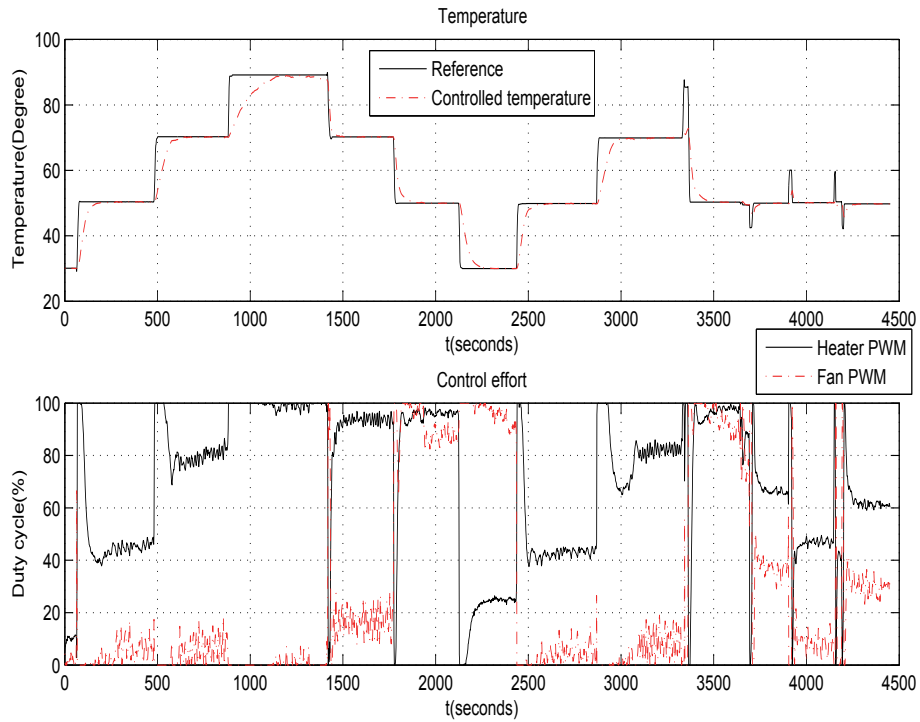 Temperature
100
80
60
40
20
Temperature(Degree)
Reference
Controlled temperature
0 500 1000 1500 2000 2500 3000 3500 4000 4500
t(seconds)
Heater PWM
Fan PWM
Control effort
100
80
60
40
20
0
Duty cycle(%)
0 500 1000 1500 2000 2500 3000 3500 4000 4500
t(seconds)